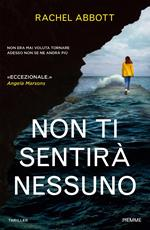 RACHEL ABBOTT
NON ERA MAI VOLUTA TORNARE
ADESSO NON SE NE ANDRÀ PIÙ
«ECCEZIONALE.»
Angela Marsons
NON TI
SENTIRÀ
NESSUNO
THRILLER
PIEMME